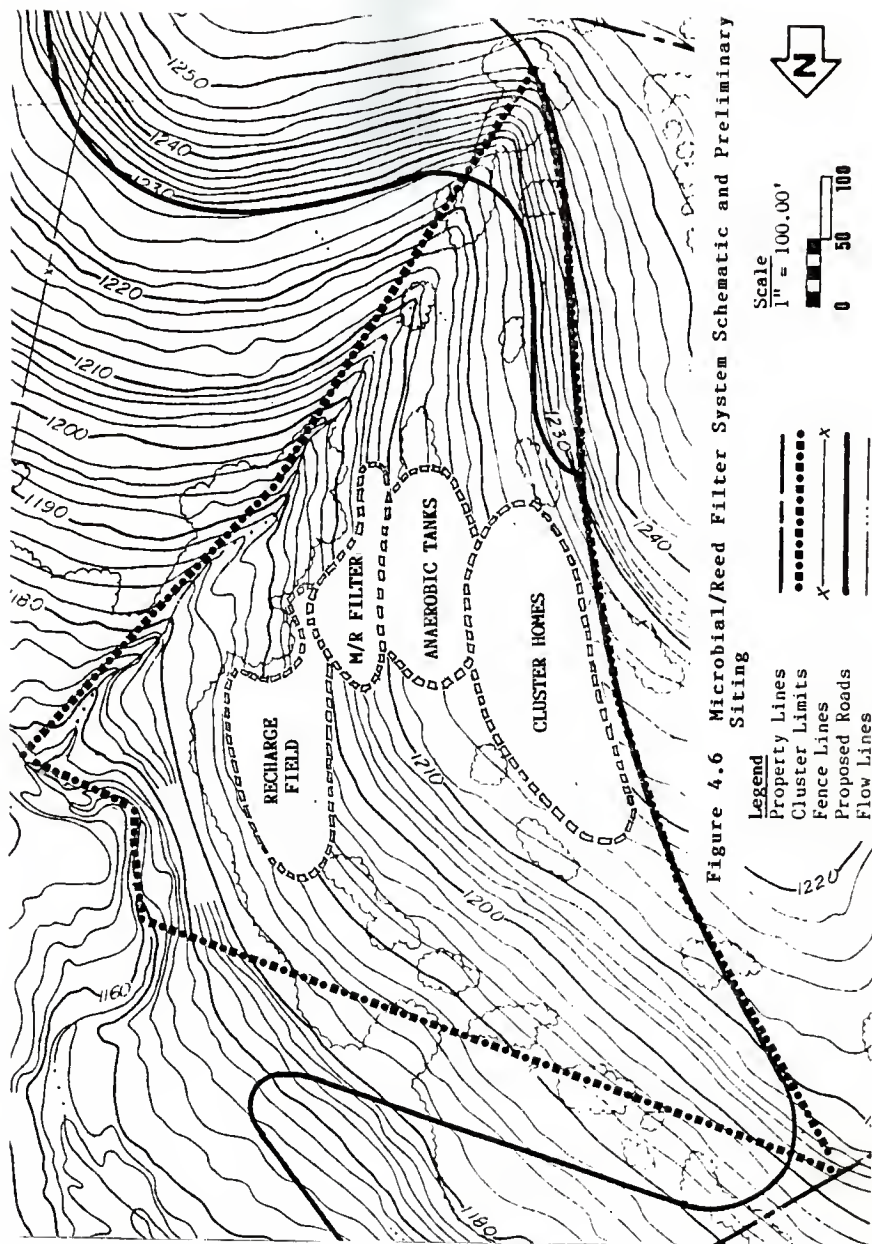 1250
1240
1230
1220
1210
1200
1190
1180
RECHARGE
FIELD
M/R FILTER
ANAEROBIC TANKS
CLUSTER HOMES
1230
1240
1210
1200
1160
1180
1220
Figure 4.6 Microbial/Reed Filter System Schematic and Preliminary
Siting
Legend
Property Lines
Cluster Limits
Fence Lines X X
Proposed Roads
Flow Lines
Scale
1" = 100.00'
0 50 100
N